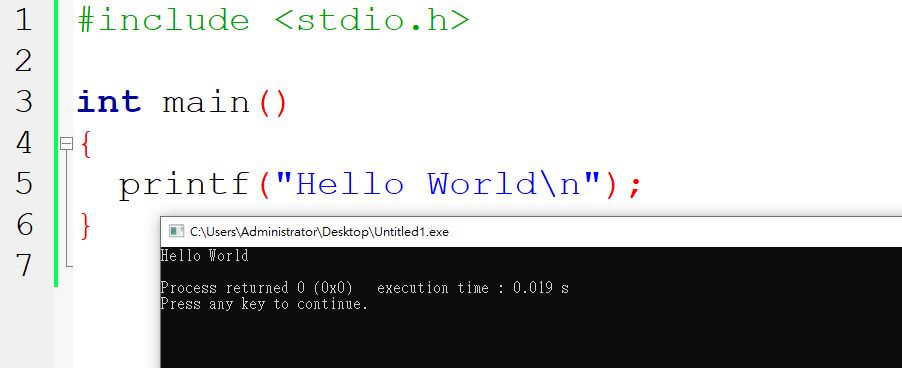 1 #include <stdio.h>
2
3 int main()
4 {
5   printf("Hello World\n");
6 }
7
C:\Users\Administrator\Desktop\Untitled1.exe
Hello World
Process returned 0 (0x0)   execution time : 0.019 s
Press any key to continue.